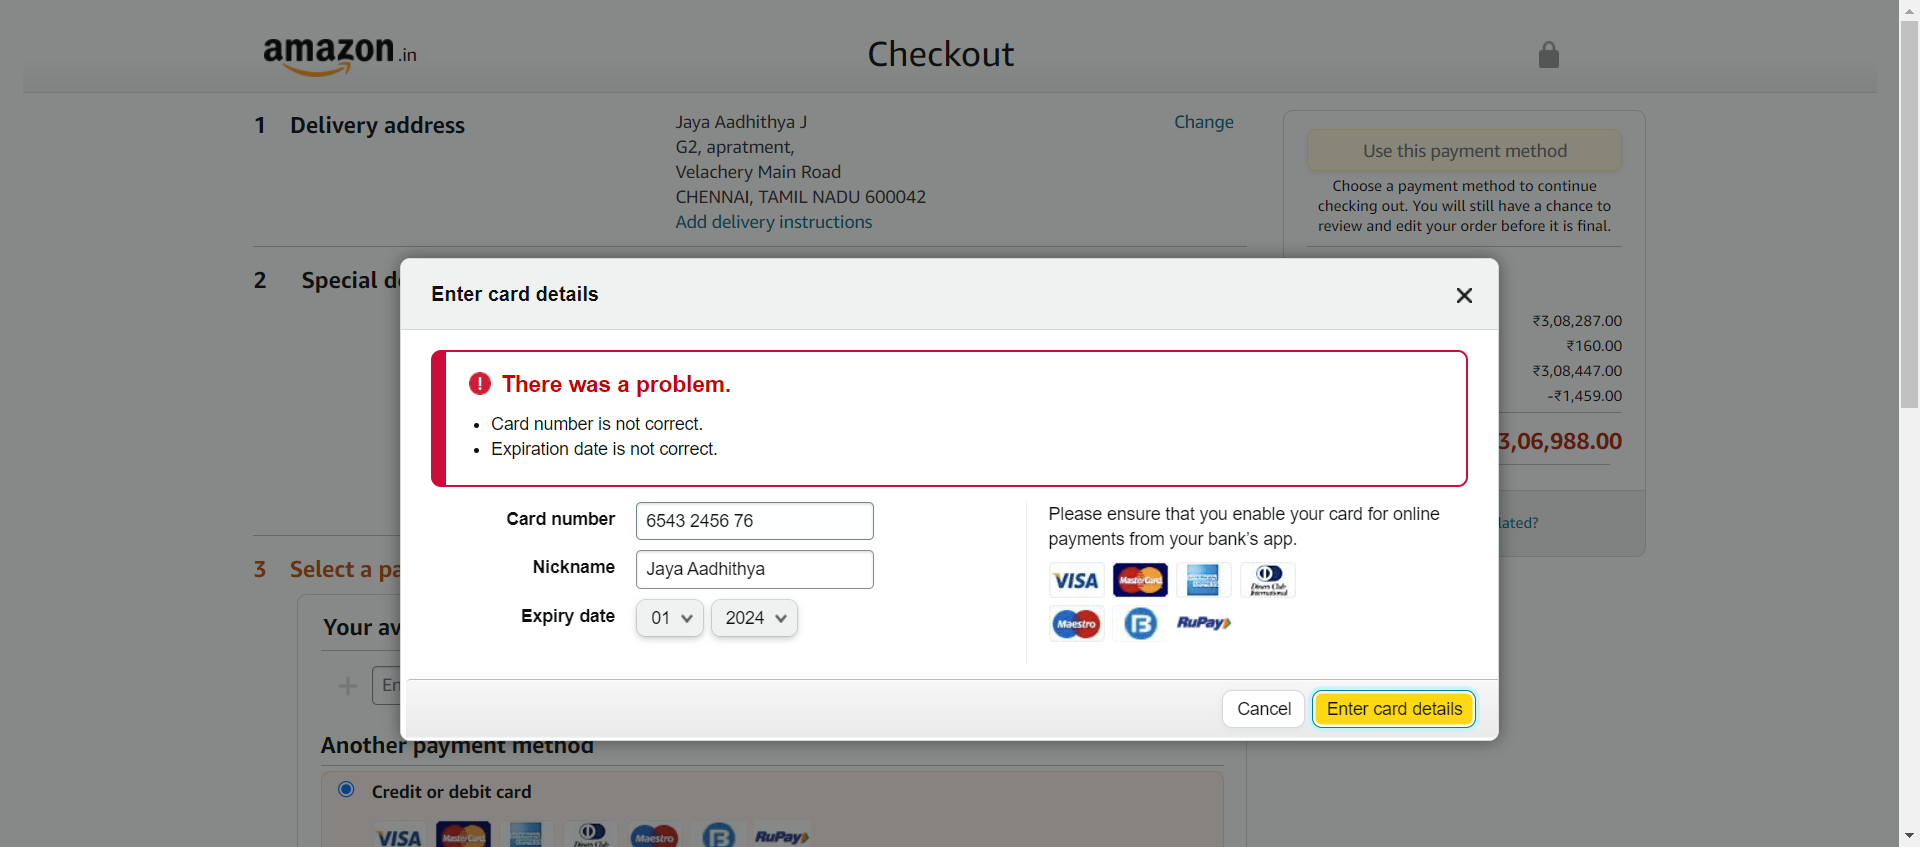 amazon.in
Checkout
1 Delivery address
Jaya Aadhithya J
G2, apratment,
Velachery Main Road
CHENNAI, TAMIL NADU 600042
Add delivery instructions
Change
Use this payment method
Choose a payment method to continue
checking out. You will still have a chance to
review and edit your order before it is final.
2 Special d
₹3,08,287.00
₹160.00
₹3,08,447.00
-₹1,459.00
3,06,988.00
lated?
Enter card details
There was a problem.
• Card number is not correct.
• Expiration date is not correct.
Card number 6543 2456 76
Nickname Jaya Aadhithya
Expiry date 01 2024
Please ensure that you enable your card for online
payments from your bank's app.
VISA MasterCard AMERICAN EXPRESS Diners Club International
Maestro B RuPay
Cancel
Enter card details
3 Select a pa
Your av
En
Another payment method
Credit or debit card
VISA MasterCard Diners Club Maestro B RuPay